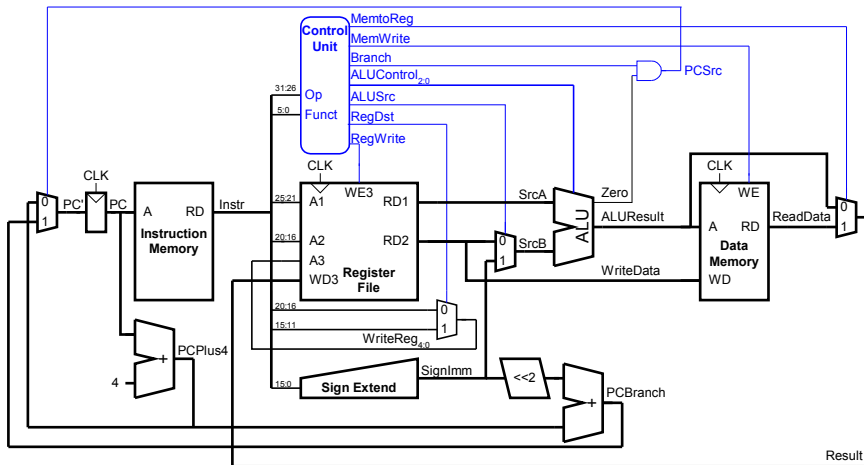 MemtoReg
Control
Unit
MemWrite
Branch
ALUControl2:0
PCSrc
31:26
Op
ALUSrc
5:0
Funct
RegDst
RegWrite
CLK
CLK
CLK
WE3
WE
0
1
PC'
PC
A
RD
Instruction
Memory
Instr
25:21
A1
RD1
SrcA
Zero
20:16
A2
RD2
0
1
SrcB
ALU
ALUResult
A
RD
Data
Memory
ReadData
0
1
A3
WD3
Register
File
WriteData
WD
20:16
0
15:11
1
WriteReg4:0
PCPlus4
+
4
SignImm
15:0
Sign Extend
<<2
+
PCBranch
Result